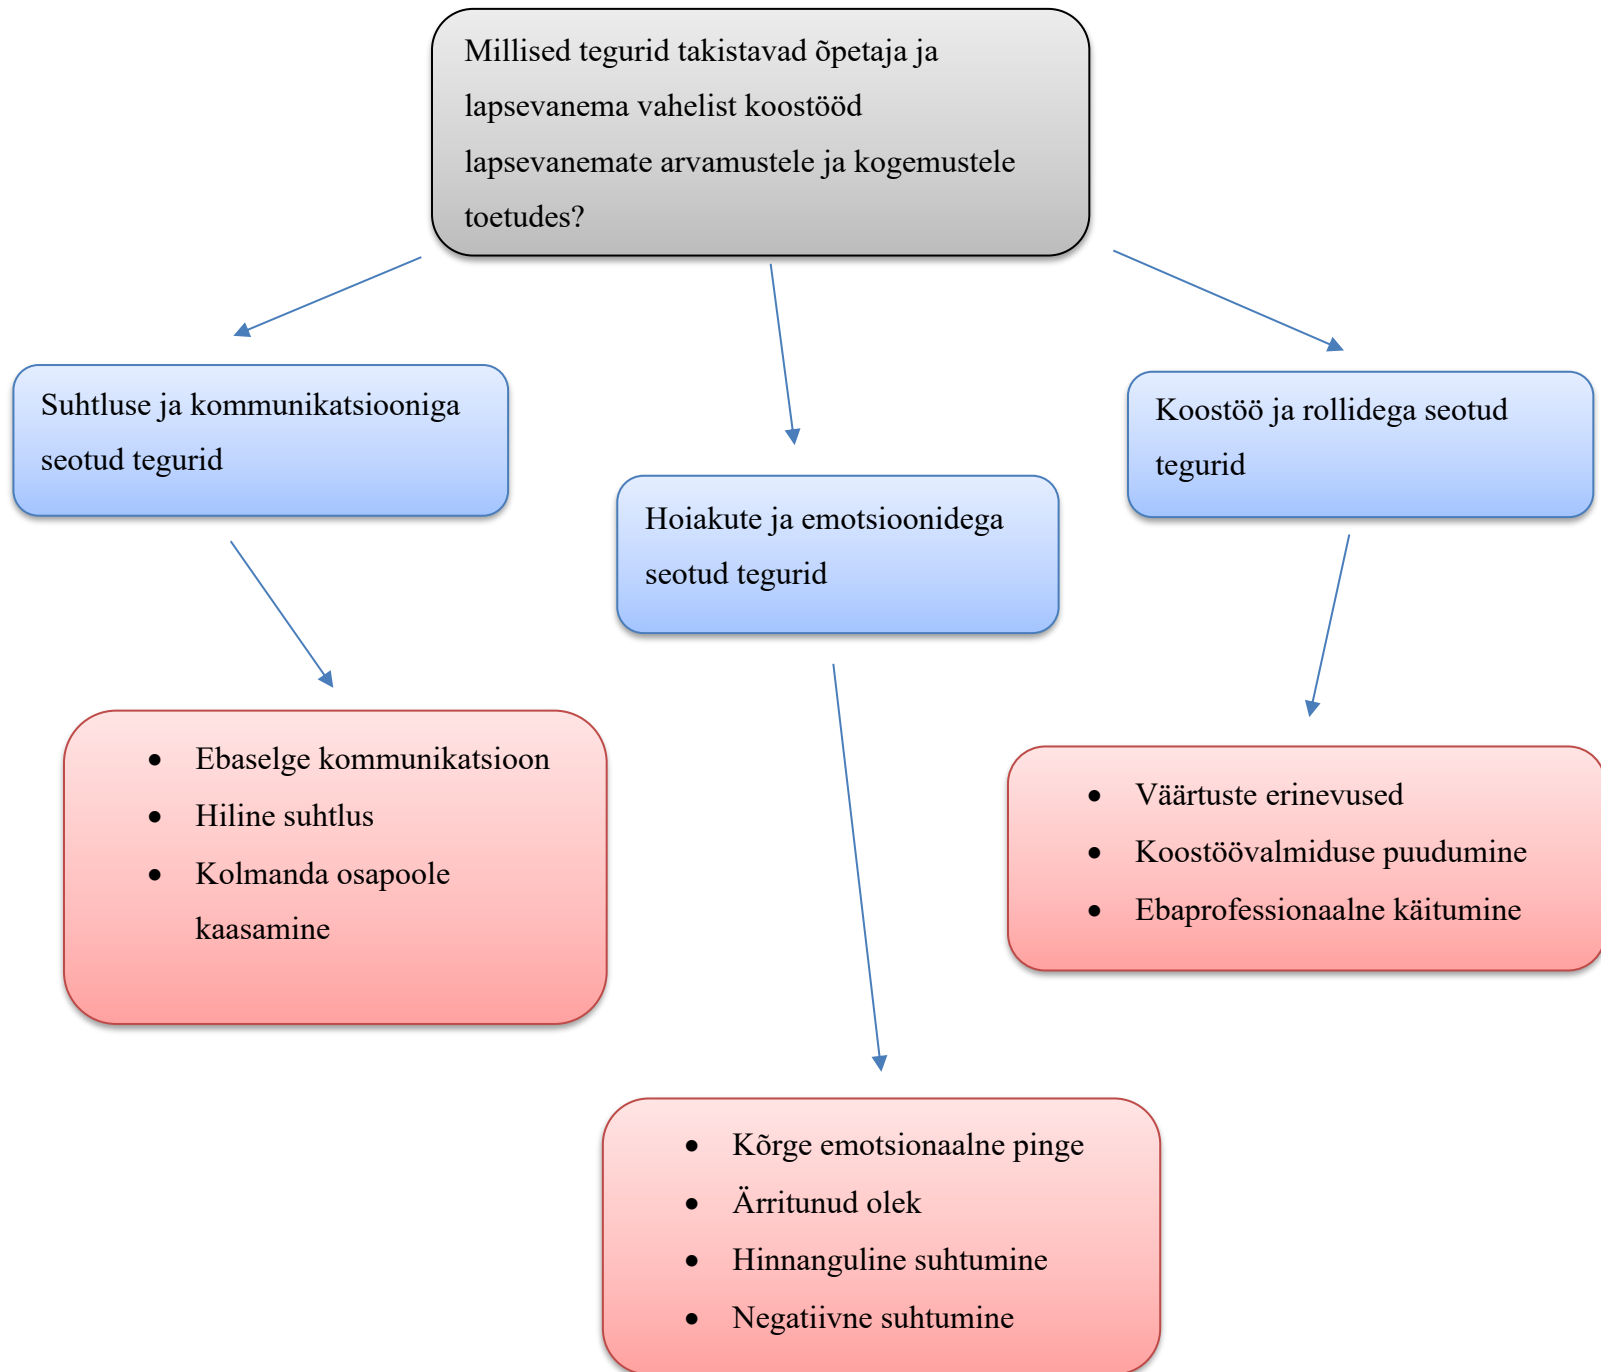 Millised tegurid takistavad õpetaja ja
lapsevanema vahelist koostööd
lapsevanemate arvamustele ja kogemustele
toetudes?
Suhtluse ja kommunikatsiooniga
seotud tegurid
Hoiakute ja emotsioonidega
seotud tegurid
Koostöö ja rollidega seotud
tegurid
• Ebaselge kommunikatsioon
• Hiline suhtlus
• Kolmanda osapoole
kaasamine
• Väärtuste erinevused
• Koostöövalmiduse puudumine
• Ebaprofessionaalne käitumine
• Kõrge emotsionaalne pinge
• Ärritunud olek
• Hinnanguline suhtumine
• Negatiivne suhtumine